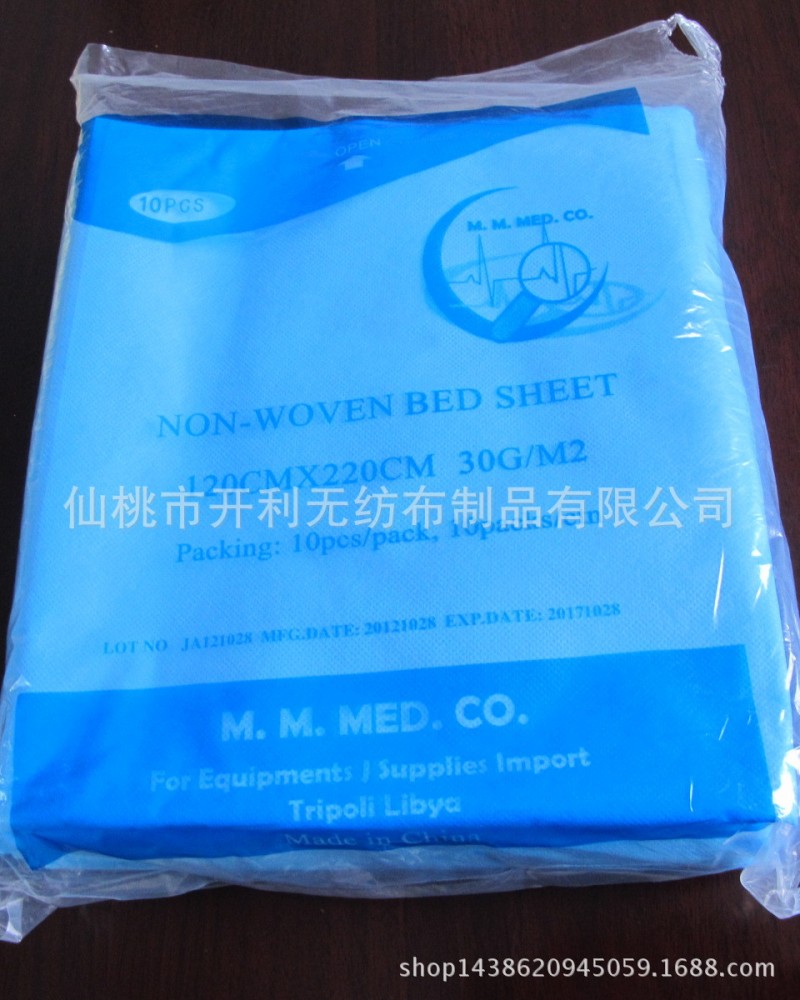 OPEN
10PCS
M. M. MED. CO.
NON-WOVEN BED SHEET
120CMX220CM 30G/M2
仙桃市开利无纺布制品有限公司
Packing: 10pcs/pack, 10packs/ctn
LOT NO JA121028 MFG.DATE: 20121028 EXP.DATE: 20171028
M. M. MED. CO.
For Equipments / Supplies Import
Tripoli Libya
Made in China
shop1438620945059.1688.com